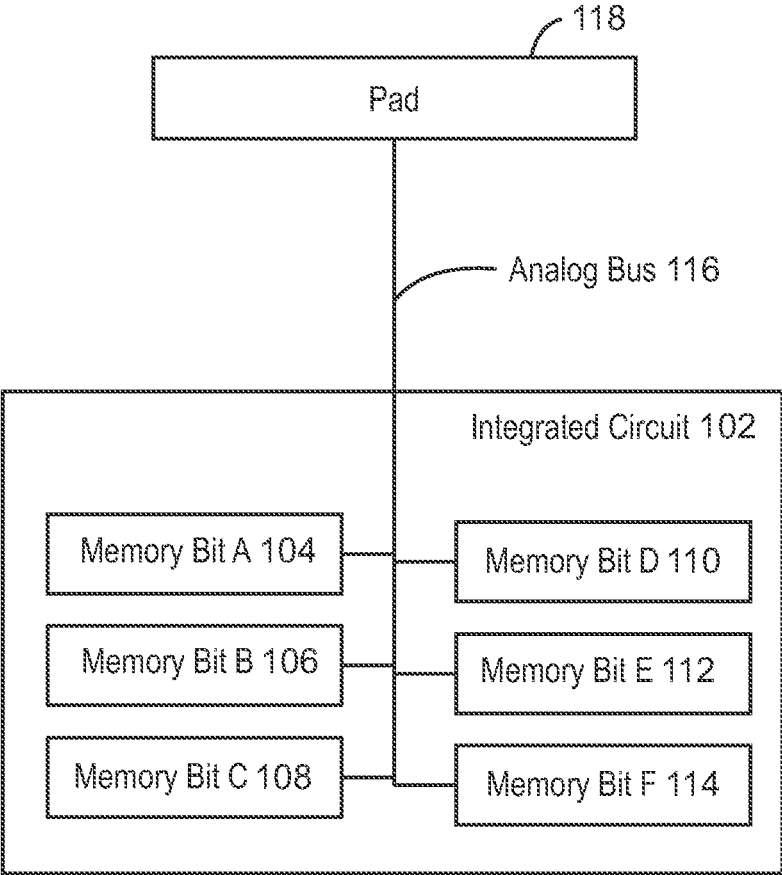 118
Pad
Analog Bus 116
Integrated Circuit 102
Memory Bit A 104
Memory Bit D 110
Memory Bit B 106
Memory Bit E 112
Memory Bit C 108
Memory Bit F 114